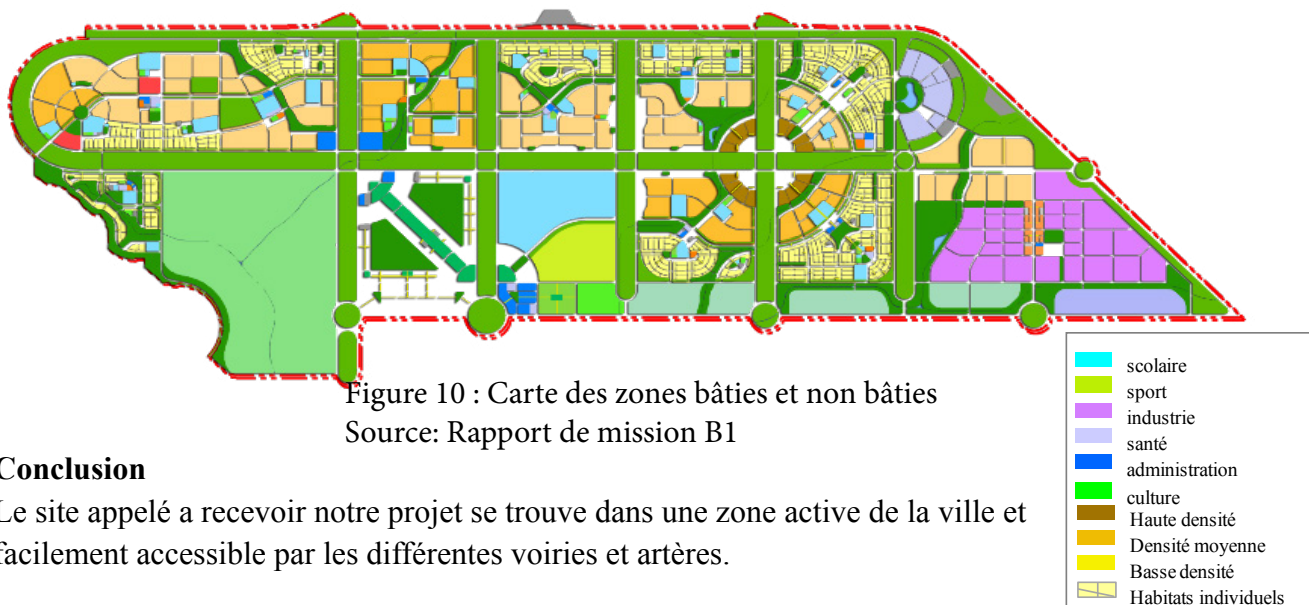 Figure 10 : Carte des zones bâties et non bâties
Source: Rapport de mission B1
Conclusion
Le site appelé a recevoir notre projet se trouve dans une zone active de la ville et
facilement accessible par les différentes voiries et artères.
scolaire
sport
industrie
santé
administration
culture
Haute densité
Densité moyenne
Basse densité
Habitats individuels